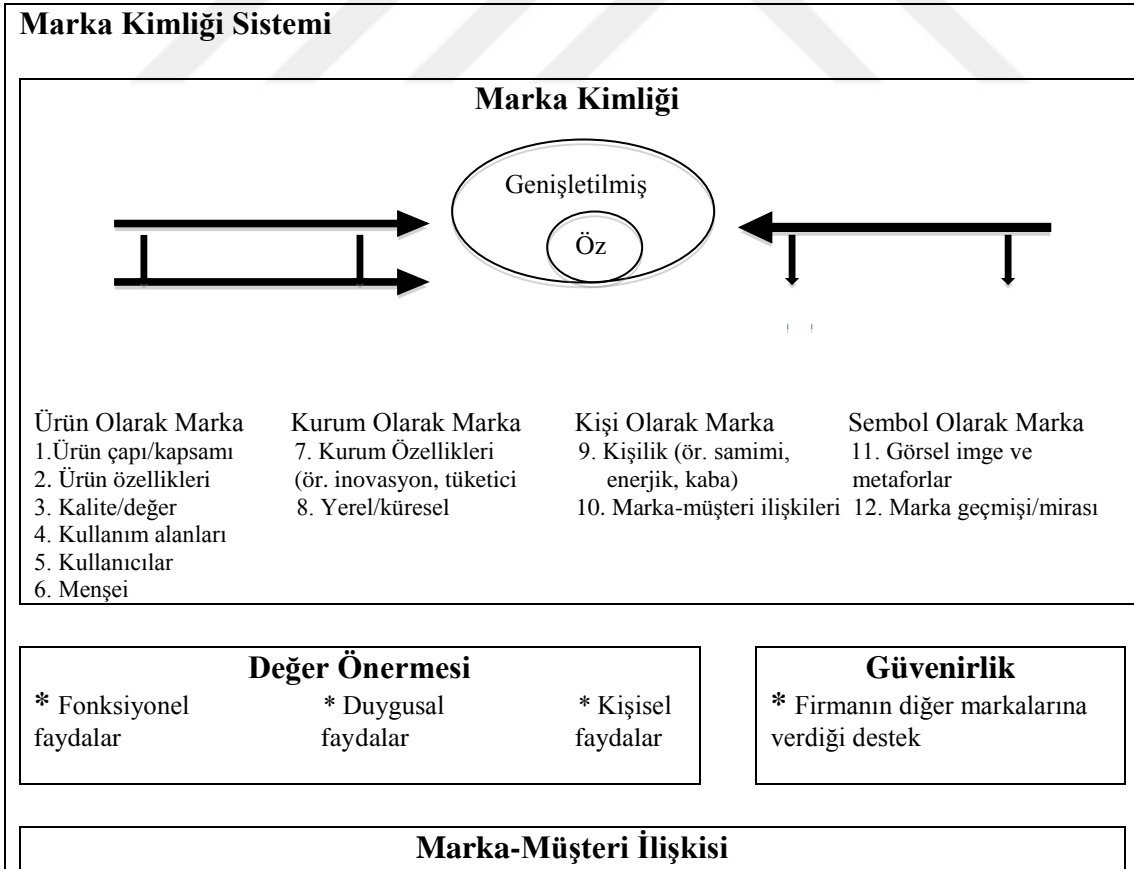 Marka Kimliği Sistemi
Marka Kimliği
Genişletilmiş
Öz
Ürün Olarak Marka
1.Ürün çapı/kapsamı
2. Ürün özellikleri
3. Kalite/değer
4. Kullanım alanları
5. Kullanıcılar
6. Menşei
Kurum Olarak Marka
7. Kurum Özellikleri
(ör. inovasyon, tüketici
8. Yerel/küresel
Kişi Olarak Marka
9. Kişilik (ör. samimi,
enerjik, kaba)
10. Marka-müşteri ilişkileri
Sembol Olarak Marka
11. Görsel imge ve
metaforlar
12. Marka geçmişi/mirası
Değer Önermesi
* Fonksiyonel
faydalar
* Duygusal
faydalar
* Kişisel
faydalar
Güvenirlik
* Firmanın diğer markalarına
verdiği destek
Marka-Müşteri İlişkisi